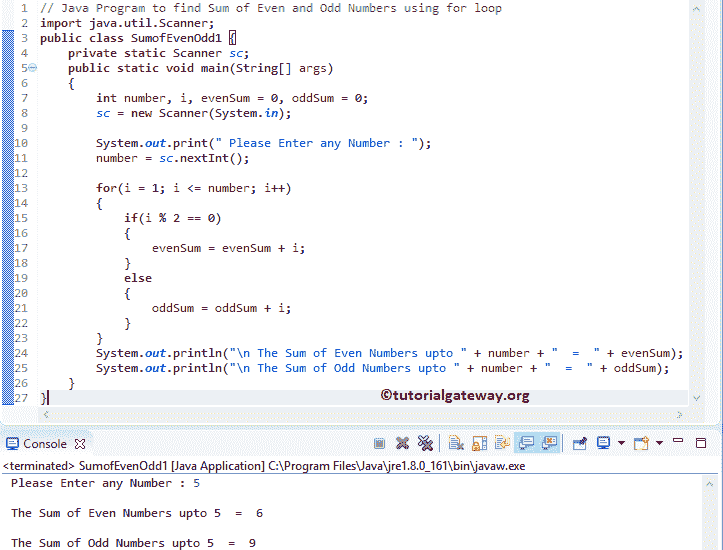 1 // Java Program to find Sum of Even and Odd Numbers using for loop
2 import java.util.Scanner;
3 public class SumofEvenOdd1 {
4     private static Scanner sc;
5     public static void main(String[] args)
6     {
7         int number, i, evenSum = 0, oddSum = 0;
8         sc = new Scanner(System.in);
9
10         System.out.print(" Please Enter any Number : ");
11         number = sc.nextInt();
12
13         for(i = 1; i <= number; i++)
14         {
15             if(i % 2 == 0)
16             {
17                 evenSum = evenSum + i;
18             }
19             else
20             {
21                 oddSum = oddSum + i;
22             }
23         }
24         System.out.println("\n The Sum of Even Numbers upto " + number + "  =  " + evenSum);
25         System.out.println("\n The Sum of Odd Numbers upto " + number + "  =  " + oddSum);
26     }
27 }
©tutorialgateway.org
Console
<terminated> SumofEvenOdd1 [Java Application] C:\Program Files\Java\jre1.8.0_161\bin\javaw.exe
Please Enter any Number : 5
The Sum of Even Numbers upto 5  =  6
The Sum of Odd Numbers upto 5  =  9